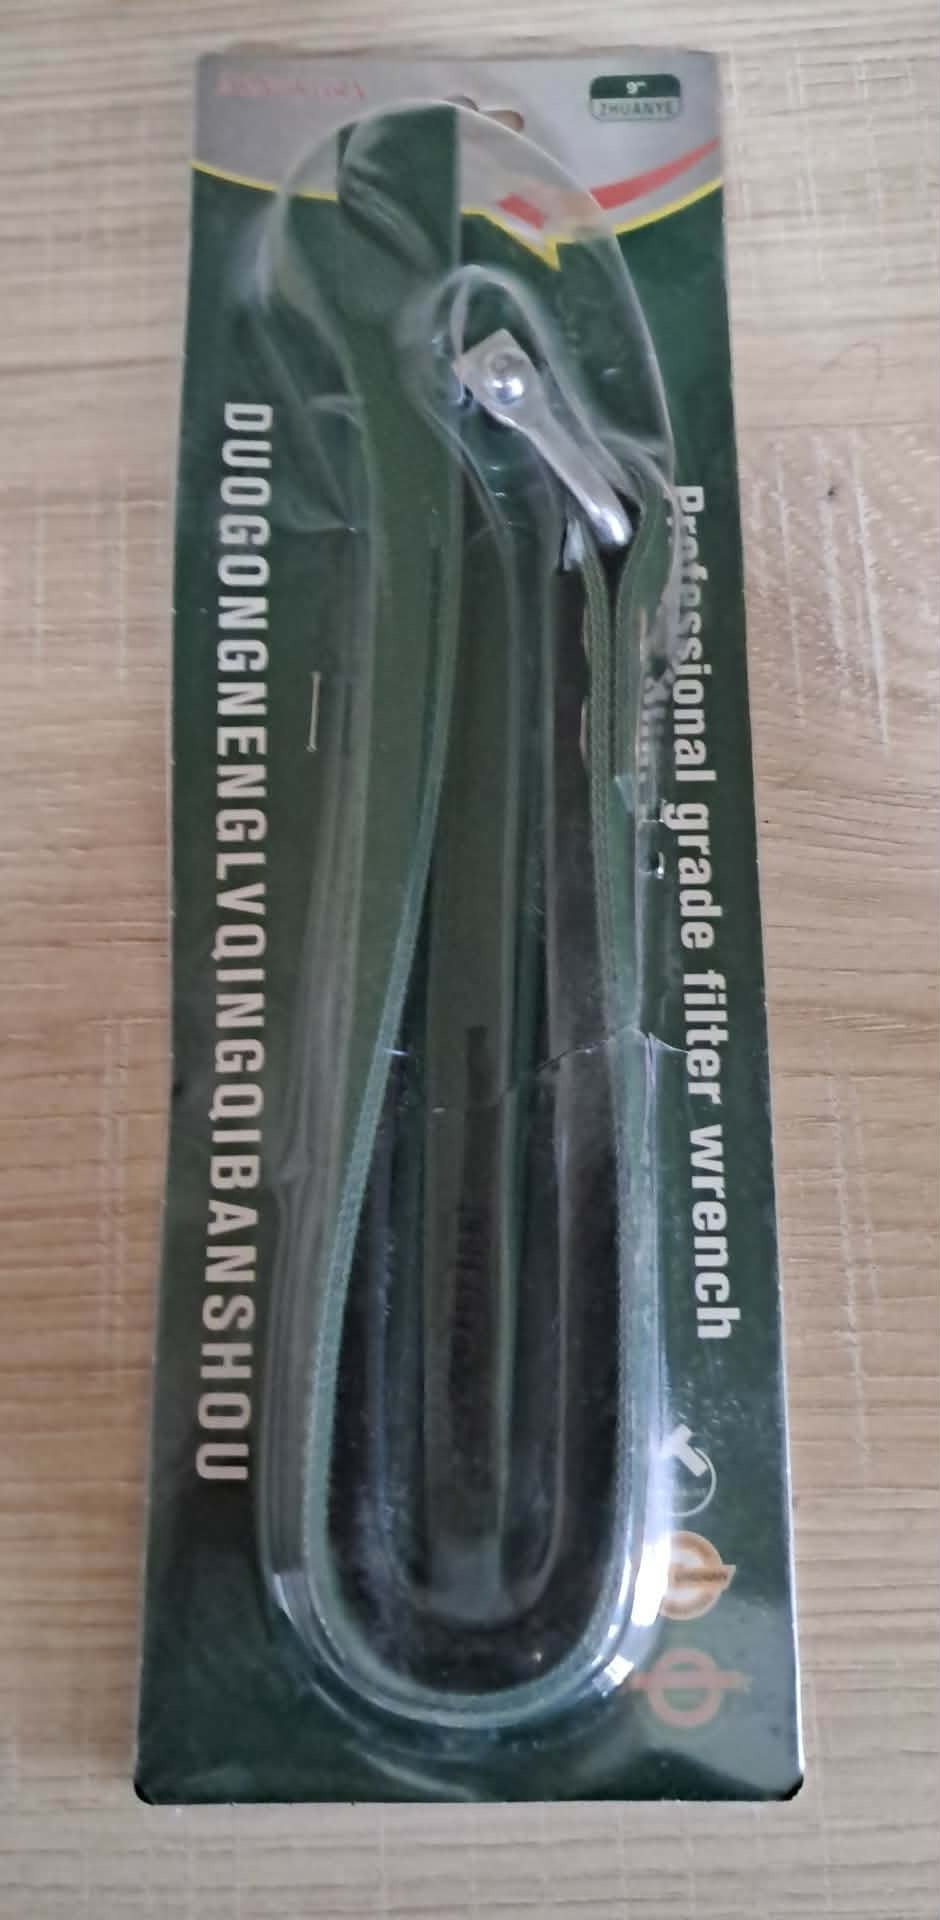 9"
ZHUANYE
DUOGONGNENGLVQINGQIBANSHOU
Professional grade filter wrench